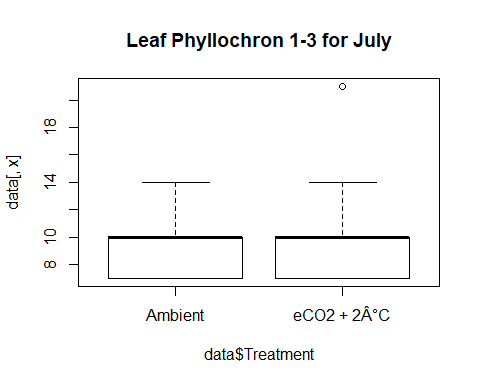 Leaf Phyllochron 1-3 for July
data[, x]
18
14
10
8
Ambient
eCO2 + 2Â°C
data$Treatment